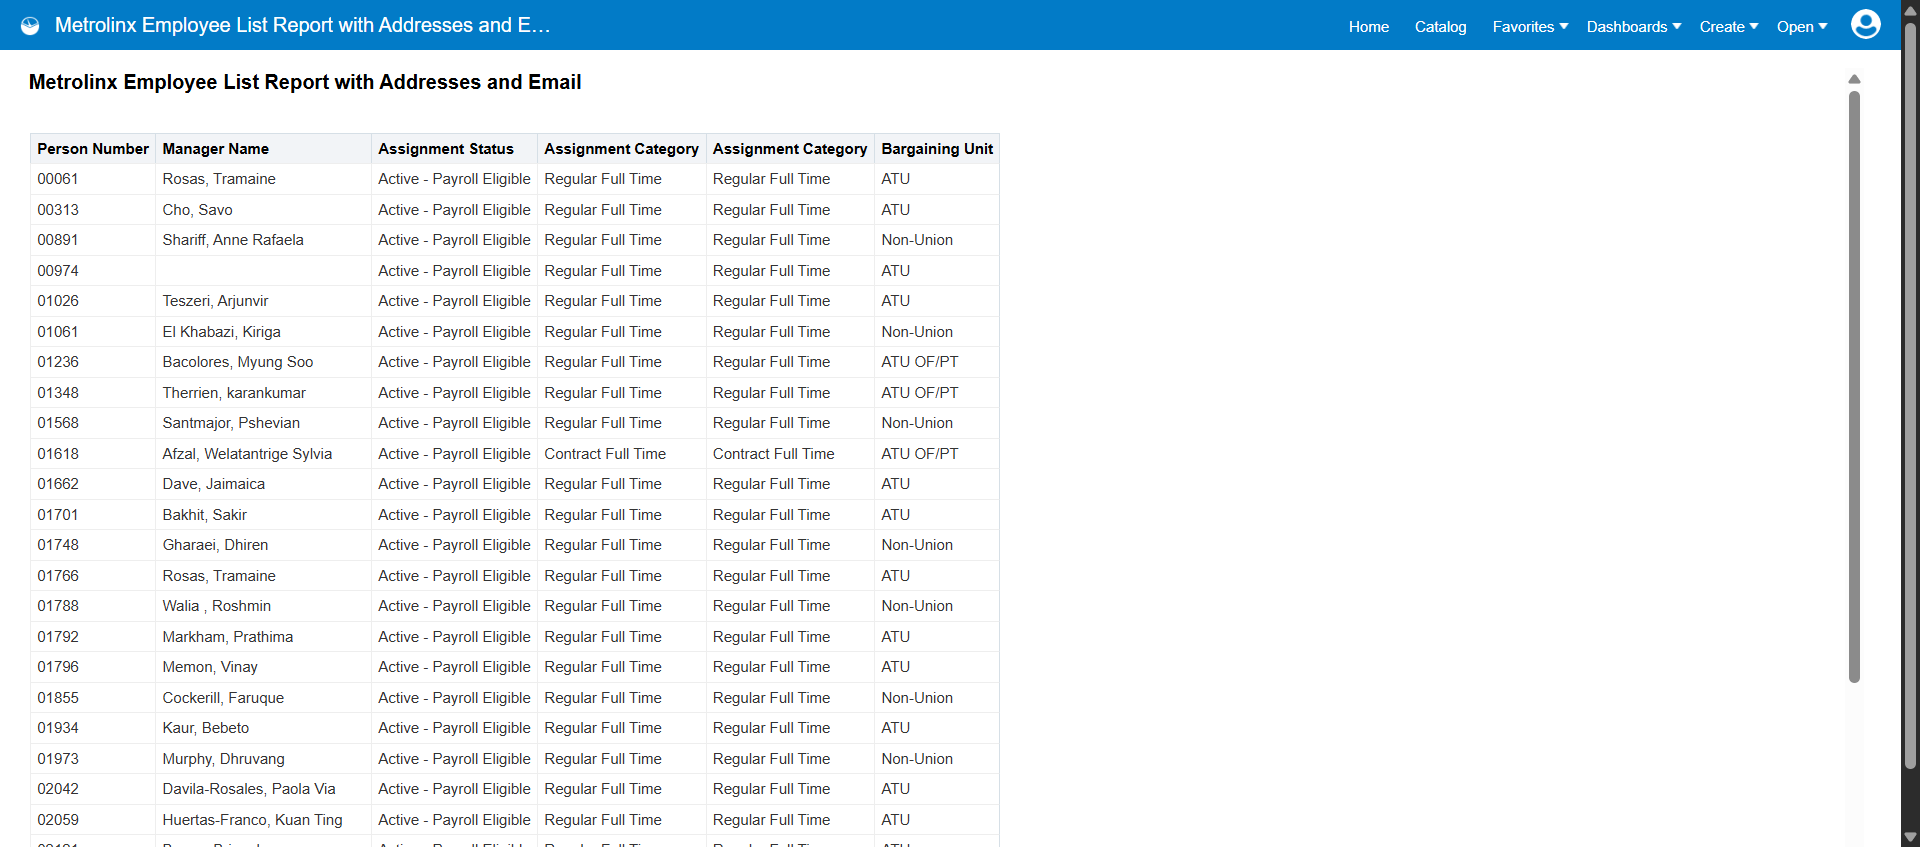 Metrolinx Employee List Report with Addresses and E... Home Catalog Favorites Dashboards Create Open
Metrolinx Employee List Report with Addresses and Email
Person Number Manager Name Assignment Status Assignment Category Assignment Category Bargaining Unit
00061 Rosas, Tramaine Active - Payroll Eligible Regular Full Time Regular Full Time ATU
00313 Cho, Savo Active - Payroll Eligible Regular Full Time Regular Full Time ATU
00891 Shariff, Anne Rafaela Active - Payroll Eligible Regular Full Time Regular Full Time Non-Union
00974 Active - Payroll Eligible Regular Full Time Regular Full Time ATU
01026 Teszeri, Arjunvir Active - Payroll Eligible Regular Full Time Regular Full Time ATU
01061 El Khabazi, Kiriga Active - Payroll Eligible Regular Full Time Regular Full Time Non-Union
01236 Bacolores, Myung Soo Active - Payroll Eligible Regular Full Time Regular Full Time ATU OF/PT
01348 Therrien, karankumar Active - Payroll Eligible Regular Full Time Regular Full Time ATU OF/PT
01568 Santmajor, Pshevian Active - Payroll Eligible Regular Full Time Regular Full Time Non-Union
01618 Afzal, Welatantrige Sylvia Active - Payroll Eligible Contract Full Time Contract Full Time ATU OF/PT
01662 Dave, Jaimaica Active - Payroll Eligible Regular Full Time Regular Full Time ATU
01701 Bakhit, Sakir Active - Payroll Eligible Regular Full Time Regular Full Time ATU
01748 Gharaei, Dhiren Active - Payroll Eligible Regular Full Time Regular Full Time Non-Union
01766 Rosas, Tramaine Active - Payroll Eligible Regular Full Time Regular Full Time ATU
01788 Walia , Roshmin Active - Payroll Eligible Regular Full Time Regular Full Time Non-Union
01792 Markham, Prathima Active - Payroll Eligible Regular Full Time Regular Full Time ATU
01796 Memon, Vinay Active - Payroll Eligible Regular Full Time Regular Full Time ATU
01855 Cockerill, Faruque Active - Payroll Eligible Regular Full Time Regular Full Time Non-Union
01934 Kaur, Bebeto Active - Payroll Eligible Regular Full Time Regular Full Time ATU
01973 Murphy, Dhruvang Active - Payroll Eligible Regular Full Time Regular Full Time Non-Union
02042 Davila-Rosales, Paola Via Active - Payroll Eligible Regular Full Time Regular Full Time ATU
02059 Huertas-Franco, Kuan Ting Active - Payroll Eligible Regular Full Time Regular Full Time ATU